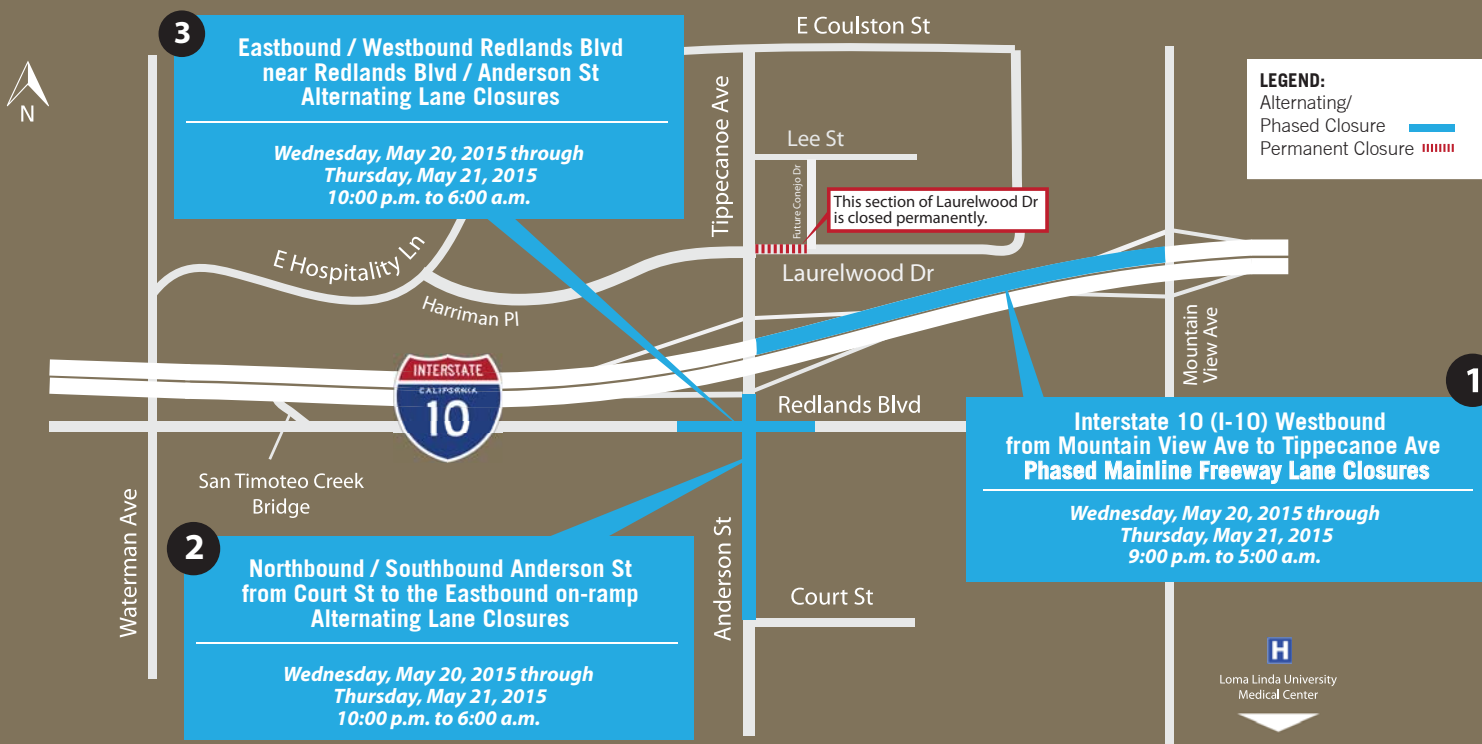 3
Eastbound / Westbound Redlands Blvd
near Redlands Blvd / Anderson St
Alternating Lane Closures
Wednesday, May 20, 2015 through
Thursday, May 21, 2015
10:00 p.m. to 6:00 a.m.
N
E Coulston St
Tippecanoe Ave
Lee St
Future Conejo Dr
This section of Laurelwood Dr
is closed permanently.
LEGEND:
Alternating/
Phased Closure
Permanent Closure
E Hospitality Ln
Harriman Pl
Laurelwood Dr
Mountain
View Ave
INTERSTATE
CALIFORNIA
10
Redlands Blvd
San Timoteo Creek
Bridge
Waterman Ave
1
Interstate 10 (I-10) Westbound
from Mountain View Ave to Tippecanoe Ave
Phased Mainline Freeway Lane Closures
Wednesday, May 20, 2015 through
Thursday, May 21, 2015
9:00 p.m. to 5:00 a.m.
2
Northbound / Southbound Anderson St
from Court St to the Eastbound on-ramp
Alternating Lane Closures
Wednesday, May 20, 2015 through
Thursday, May 21, 2015
10:00 p.m. to 6:00 a.m.
Anderson St
Court St
H
Loma Linda University
Medical Center